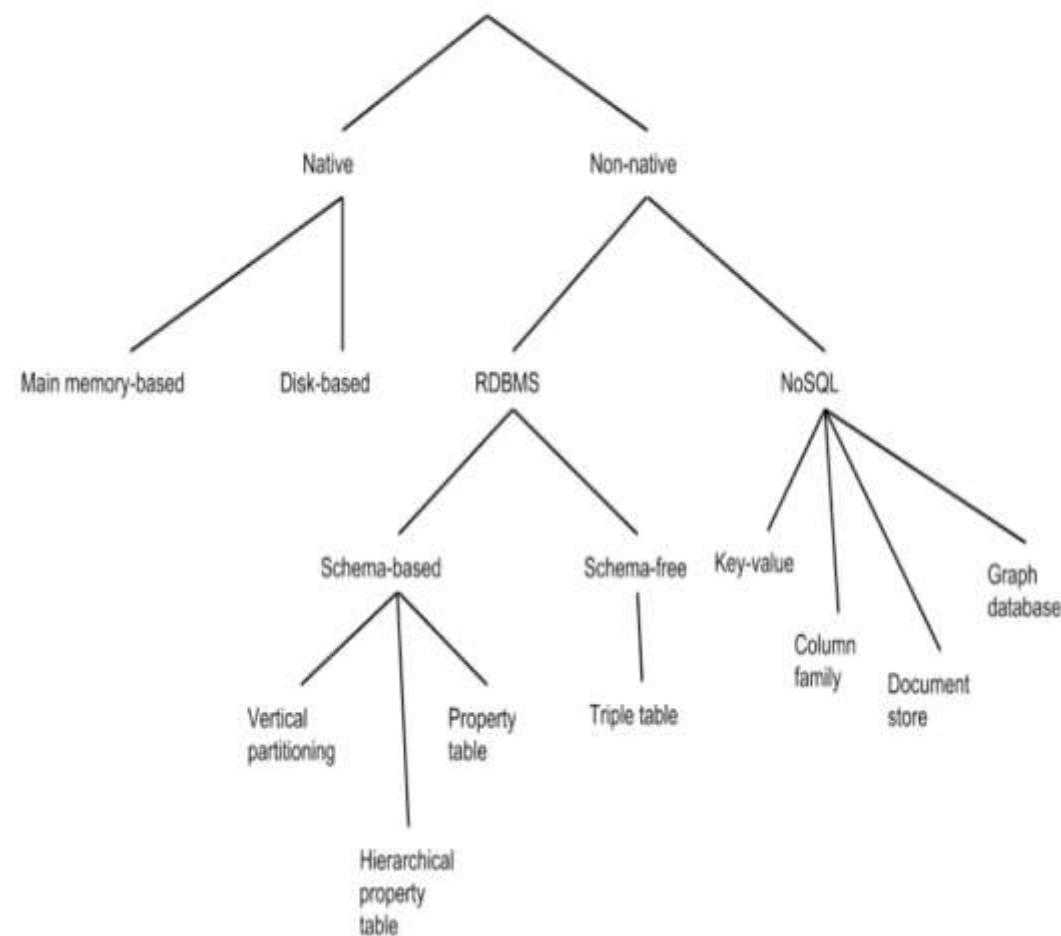 Native
Non-native
Main memory-based
Disk-based
RDBMS
NoSQL
Schema-based
Schema-free
Key-value
Graph
database
Column
family
Document
store
Vertical
partitioning
Property
table
Triple table
Hierarchical
property
table